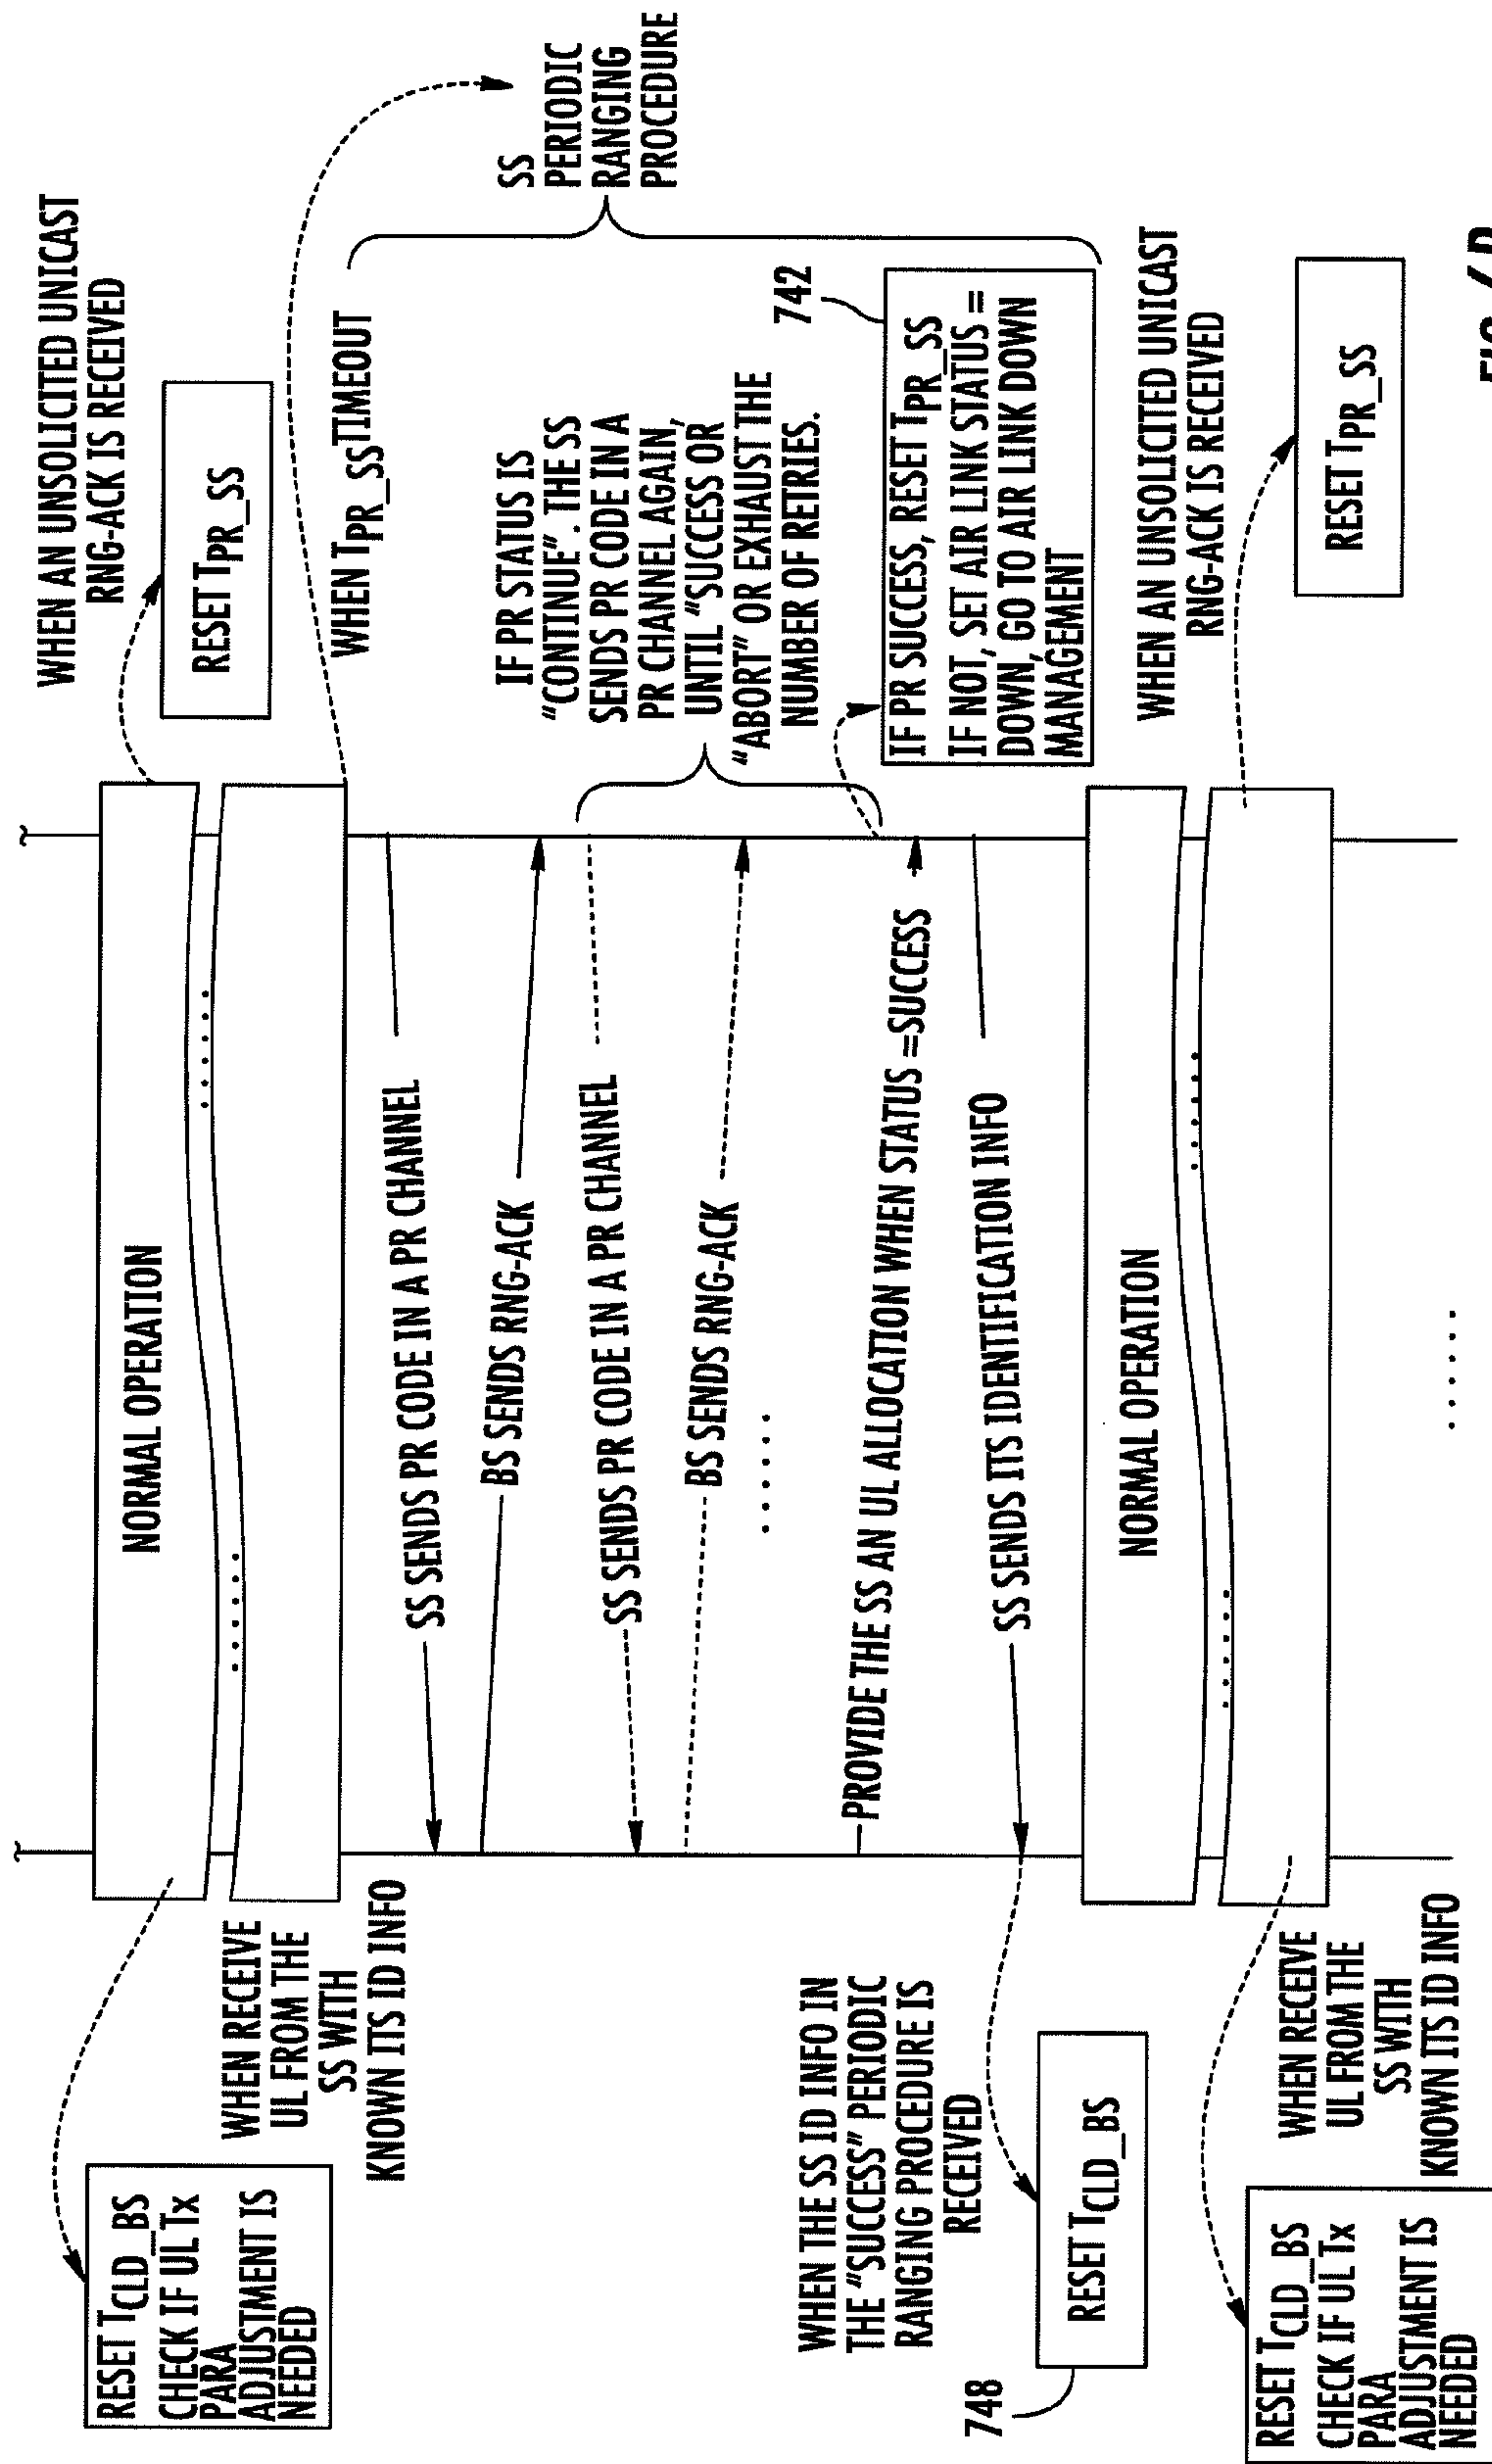 RESET TCLD_BS
CHECK IF UL Tx
PARA
ADJUSTMENT IS
NEEDED
WHEN RECEIVE
UL FROM THE
SS WITH
KNOWN ITS ID INFO
NORMAL OPERATION
WHEN AN UNSOLICITED UNICAST
RNG-ACK IS RECEIVED
RESET TPR_SS
WHEN TPR_SS TIMEOUT
SS
PERIODIC
RANGING
PROCEDURE
SS SENDS PR CODE IN A PR CHANNEL
BS SENDS RNG-ACK
SS SENDS PR CODE IN A PR CHANNEL
BS SENDS RNG-ACK
IF PR STATUS IS
"CONTINUE". THE SS
SENDS PR CODE IN A
PR CHANNEL AGAIN,
UNTIL "SUCCESS OR
"ABORT" OR EXHAUST THE
NUMBER OF RETRIES.
PROVIDE THE SS AN UL ALLOCATION WHEN STATUS =SUCCESS
742
IF PR SUCCESS, RESET TPR_SS
IF NOT, SET AIR LINK STATUS =
DOWN, GO TO AIR LINK DOWN
MANAGEMENT
SS SENDS ITS IDENTIFICATION INFO
WHEN THE SS ID INFO IN
THE "SUCCESS" PERIODIC
RANGING PROCEDURE IS
RECEIVED
748
RESET TCLD_BS
NORMAL OPERATION
WHEN AN UNSOLICITED UNICAST
RNG-ACK IS RECEIVED
RESET TPR_SS
WHEN RECEIVE
UL FROM THE
SS WITH
KNOWN ITS ID INFO
RESET TCLD_BS
CHECK IF UL Tx
PARA
ADJUSTMENT IS
NEEDED